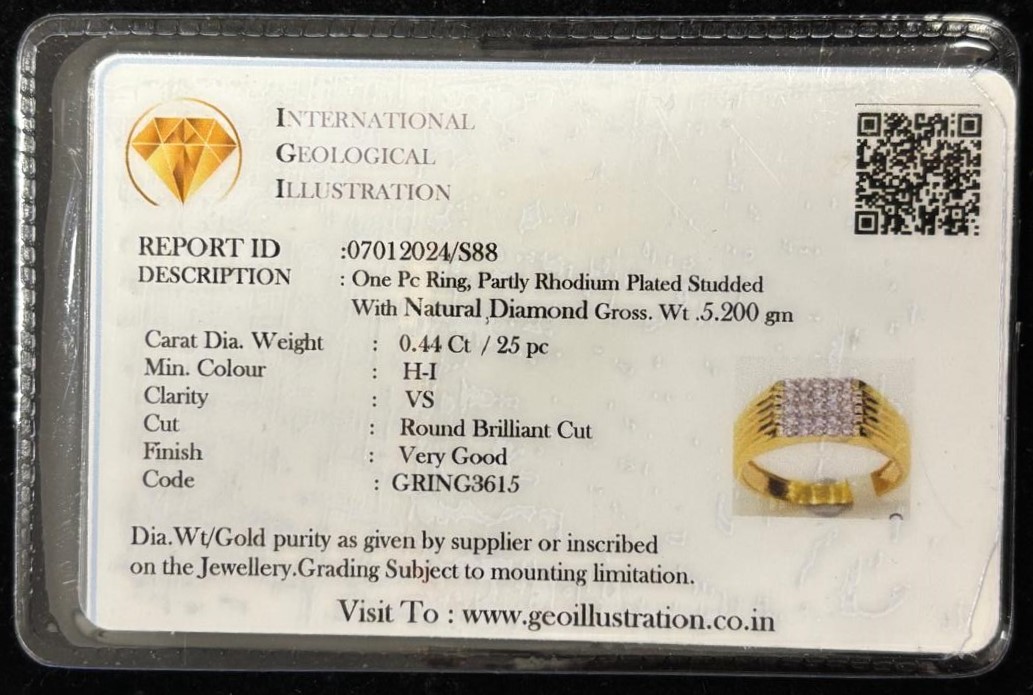 INTERNATIONAL
GEOLOGICAL
ILLUSTRATION
REPORT ID :07012024/S88
DESCRIPTION : One Pc Ring, Partly Rhodium Plated Studded
With Natural Diamond Gross. Wt .5.200 gm
Carat Dia. Weight : 0.44 Ct / 25 pc
Min. Colour : H-I
Clarity : VS
Cut : Round Brilliant Cut
Finish : Very Good
Code : GRING3615
Dia.Wt/Gold purity as given by supplier or inscribed
on the Jewellery.Grading Subject to mounting limitation.
Visit To : www.geoillustration.co.in